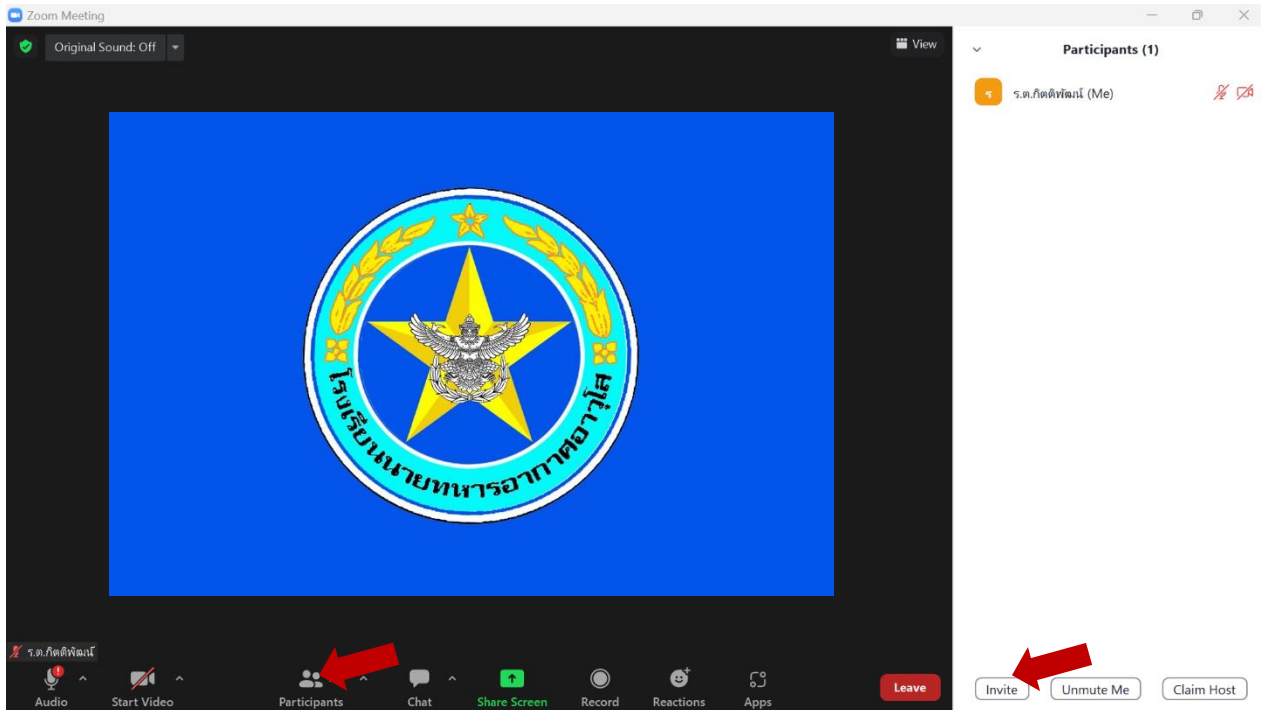 Zoom Meeting
Original Sound: Off
View
Participants (1)
ร
ร.ต.กิตติพัฒน์ (Me)
โรงเรียนนายทหารอากาศอาวุโส
ร.ต.กิตติพัฒน์
Audio
Start Video
Participants
Chat
Share Screen
Record
Reactions
Apps
Leave
Invite
Unmute Me
Claim Host